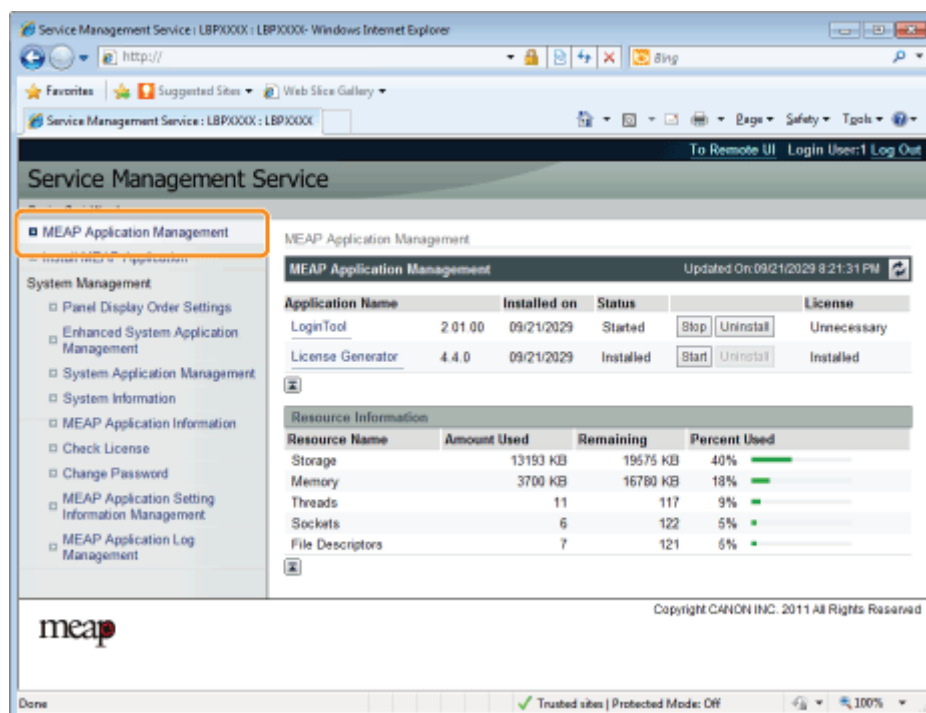 Service Management Service : LBPXXXX : LBPXXXX- Windows Internet Explorer
http://
Bing
Favorites Suggested Sites Web Slice Gallery
Service Management Service : LBPXXXX : LBPXXXX
Page Safety Tools
To Remote UI Login User:1 Log Out
Service Management Service
MEAP Application Management
Install MEAP Application
System Management
Panel Display Order Settings
Enhanced System Application
Management
System Application Management
System Information
MEAP Application Information
Check License
Change Password
MEAP Application Setting
Information Management
MEAP Application Log
Management
MEAP Application Management
MEAP Application Management Updated On:09/21/2029 8:21:31 PM
Application Name Installed on Status License
LoginTool 2.01.00 09/21/2029 Started Stop Uninstall Unnecessary
License Generator 4.4.0 09/21/2029 Installed Start Uninstall Installed
Resource Information
Resource Name Amount Used Remaining Percent Used
Storage 13193 KB 19575 KB 40%
Memory 3700 KB 16780 KB 18%
Threads 11 117 9%
Sockets 6 122 5%
File Descriptors 7 121 6%
Copyright CANON INC. 2011 All Rights Reserved
meap
Done Trusted sites | Protected Mode: Off 100%